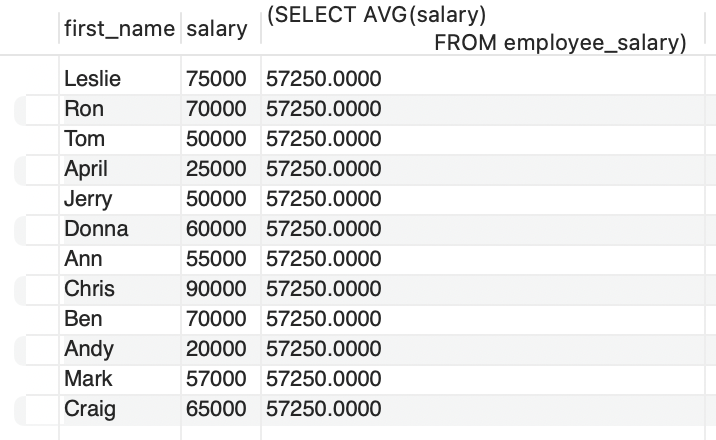 first_name salary (SELECT AVG(salary)
FROM employee_salary)
Leslie 75000 57250.0000
Ron 70000 57250.0000
Tom 50000 57250.0000
April 25000 57250.0000
Jerry 50000 57250.0000
Donna 60000 57250.0000
Ann 55000 57250.0000
Chris 90000 57250.0000
Ben 70000 57250.0000
Andy 20000 57250.0000
Mark 57000 57250.0000
Craig 65000 57250.0000